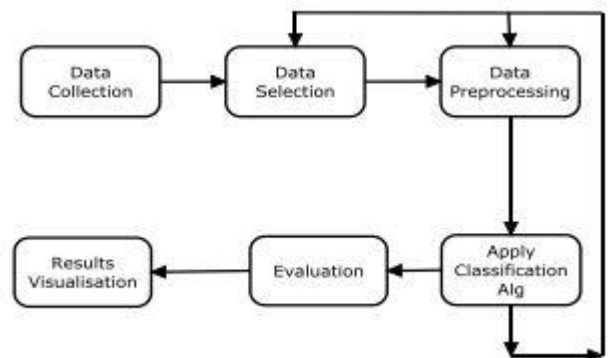 Data
Collection
Data
Selection
Data
Preprocessing
Apply
Classification
Alg
Evaluation
Results
Visualisation